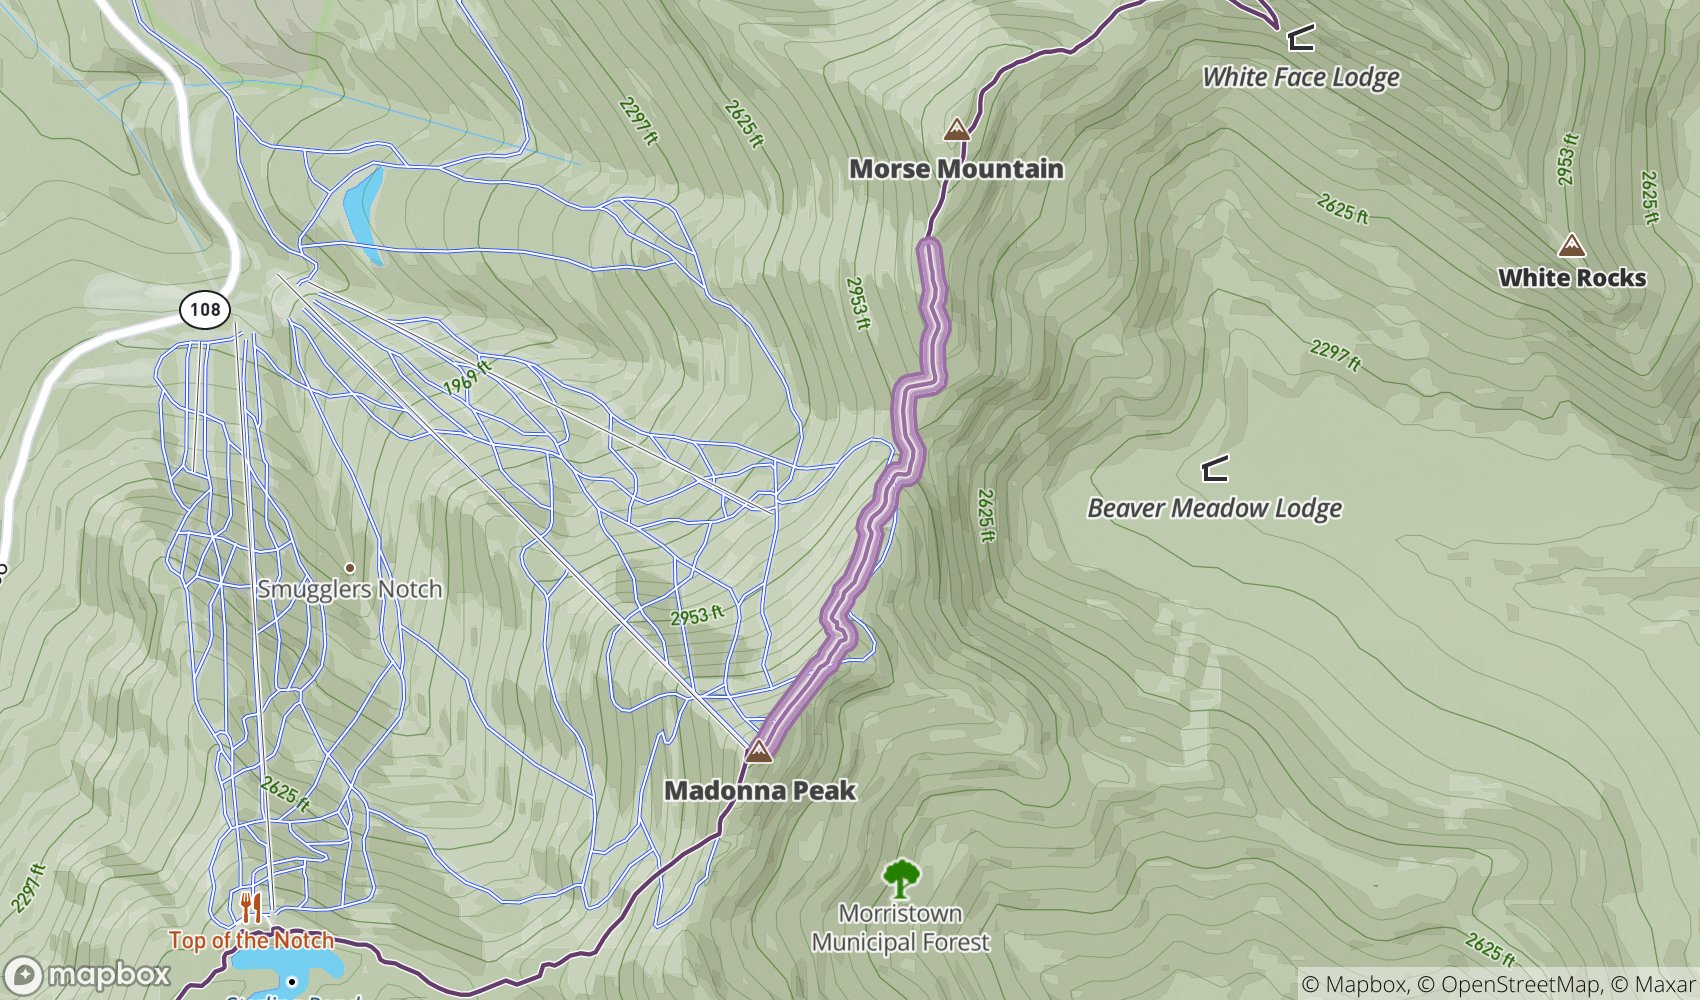 2297 ft
2625 ft
White Face Lodge
Morse Mountain
2953 ft
2625 ft
2625 ft
White Rocks
108
2953 ft
2297 ft
1969 ft
Beaver Meadow Lodge
2625 ft
Smugglers Notch
2953 ft
Madonna Peak
2625 ft
2297 ft
Morristown
Municipal Forest
Top of the Notch
2625 ft
mapbox
© Mapbox, © OpenStreetMap, © Maxar